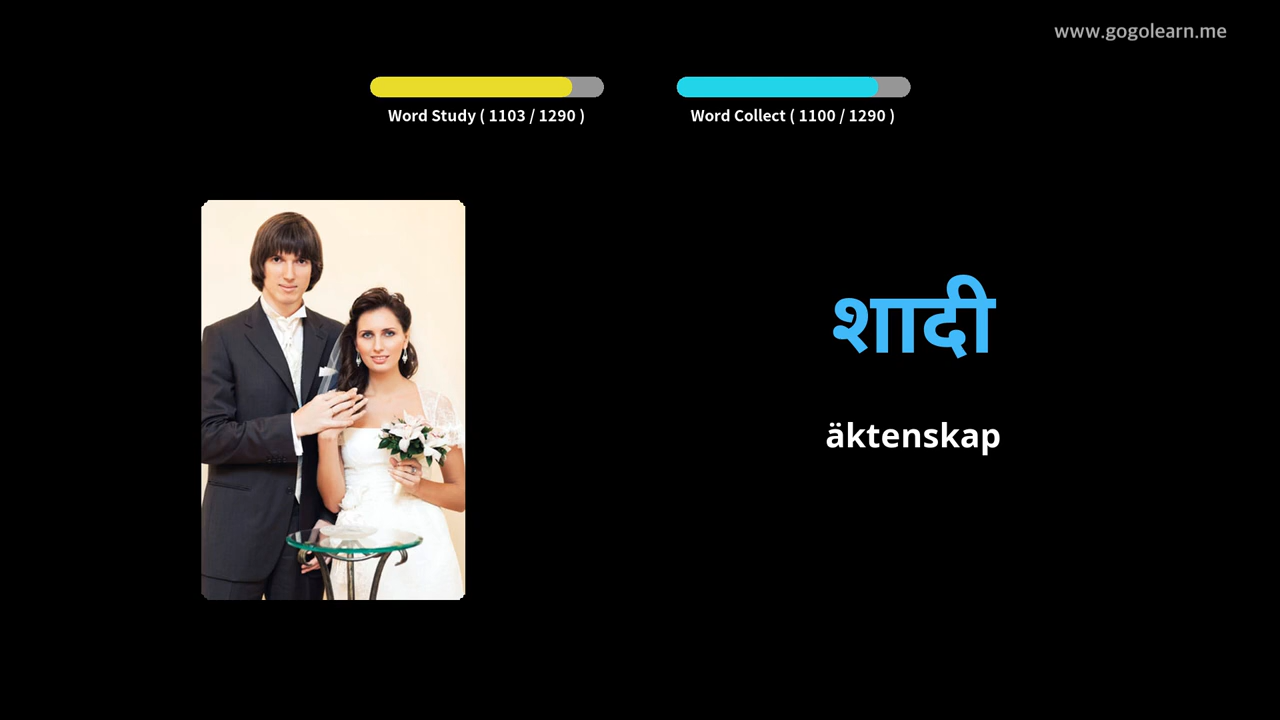 www.gogolearn.me
Word Study ( 1103 / 1290 )
Word Collect ( 1100 / 1290 )
शादी
äktenskap